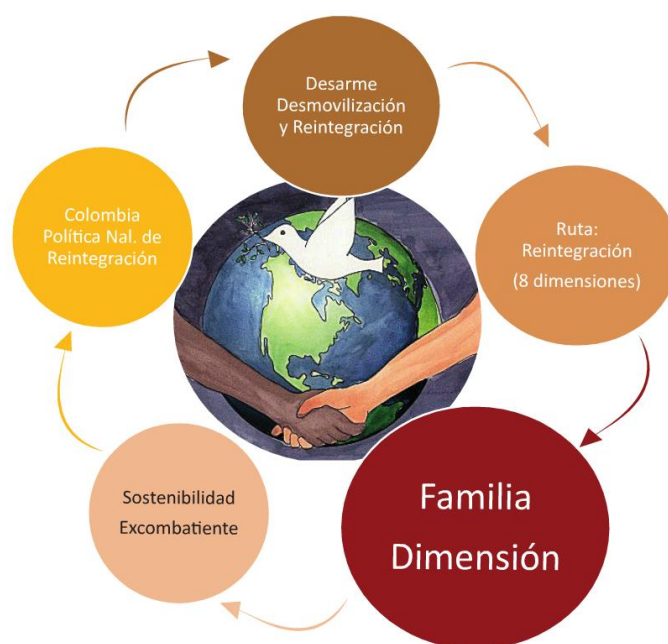 Desarme
Desmovilización
y Reintegración
Ruta:
Reintegración
(8 dimensiones)
Familia
Dimensión
Sostenibilidad
Excombatiente
Colombia
Política Nal. de
Reintegración